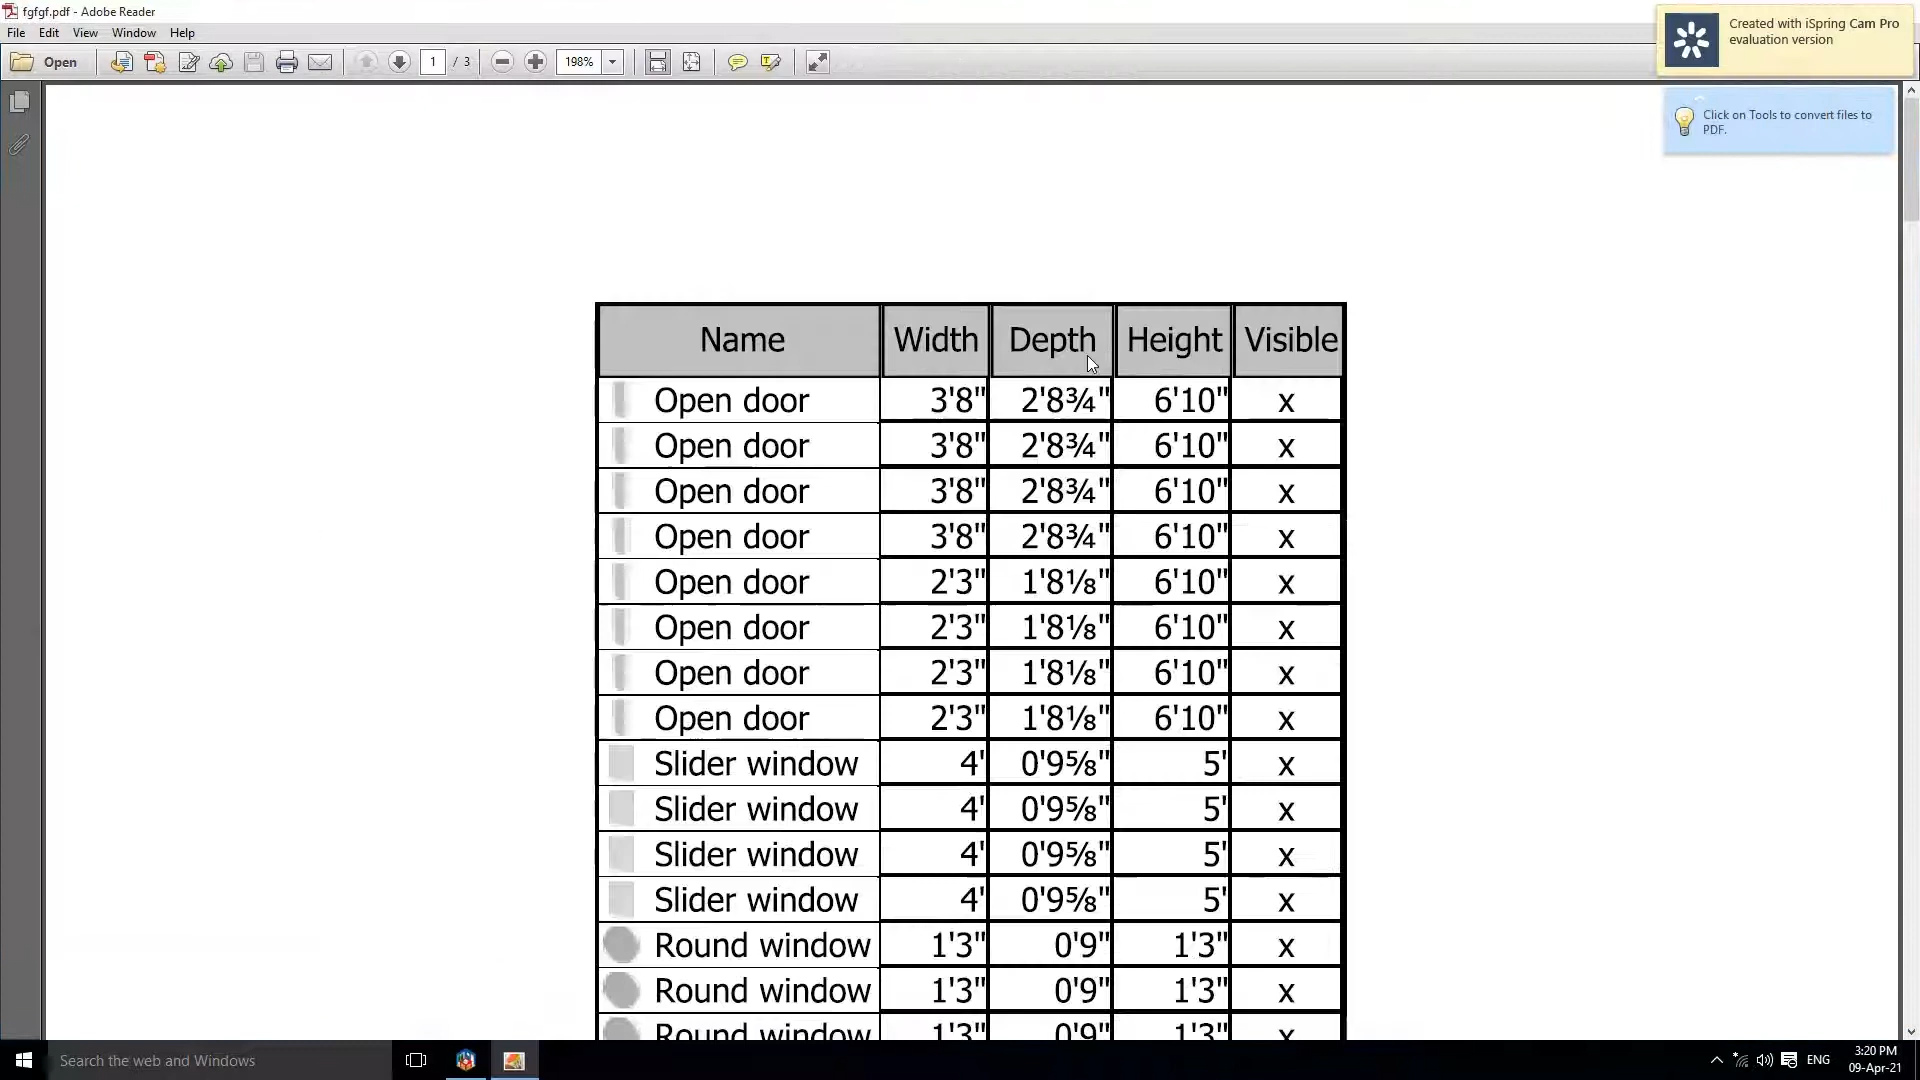 fgfgf.pdf - Adobe Reader
Created with iSpring Cam Pro
evaluation version
File Edit View Window Help
Open 1 / 3 198%
Click on Tools to convert files to
PDF.
Name Width Depth Height Visible
Open door 3'8" 2'8¾" 6'10" x
Open door 3'8" 2'8¾" 6'10" x
Open door 3'8" 2'8¾" 6'10" x
Open door 3'8" 2'8¾" 6'10" x
Open door 2'3" 1'8⅛" 6'10" x
Open door 2'3" 1'8⅛" 6'10" x
Open door 2'3" 1'8⅛" 6'10" x
Open door 2'3" 1'8⅛" 6'10" x
Slider window 4' 0'9⅝" 5' x
Slider window 4' 0'9⅝" 5' x
Slider window 4' 0'9⅝" 5' x
Slider window 4' 0'9⅝" 5' x
Round window 1'3" 0'9" 1'3" x
Round window 1'3" 0'9" 1'3" x
Round window 1'3" 0'9" 1'3" x
Search the web and Windows
ENG
3:20 PM
09-Apr-21